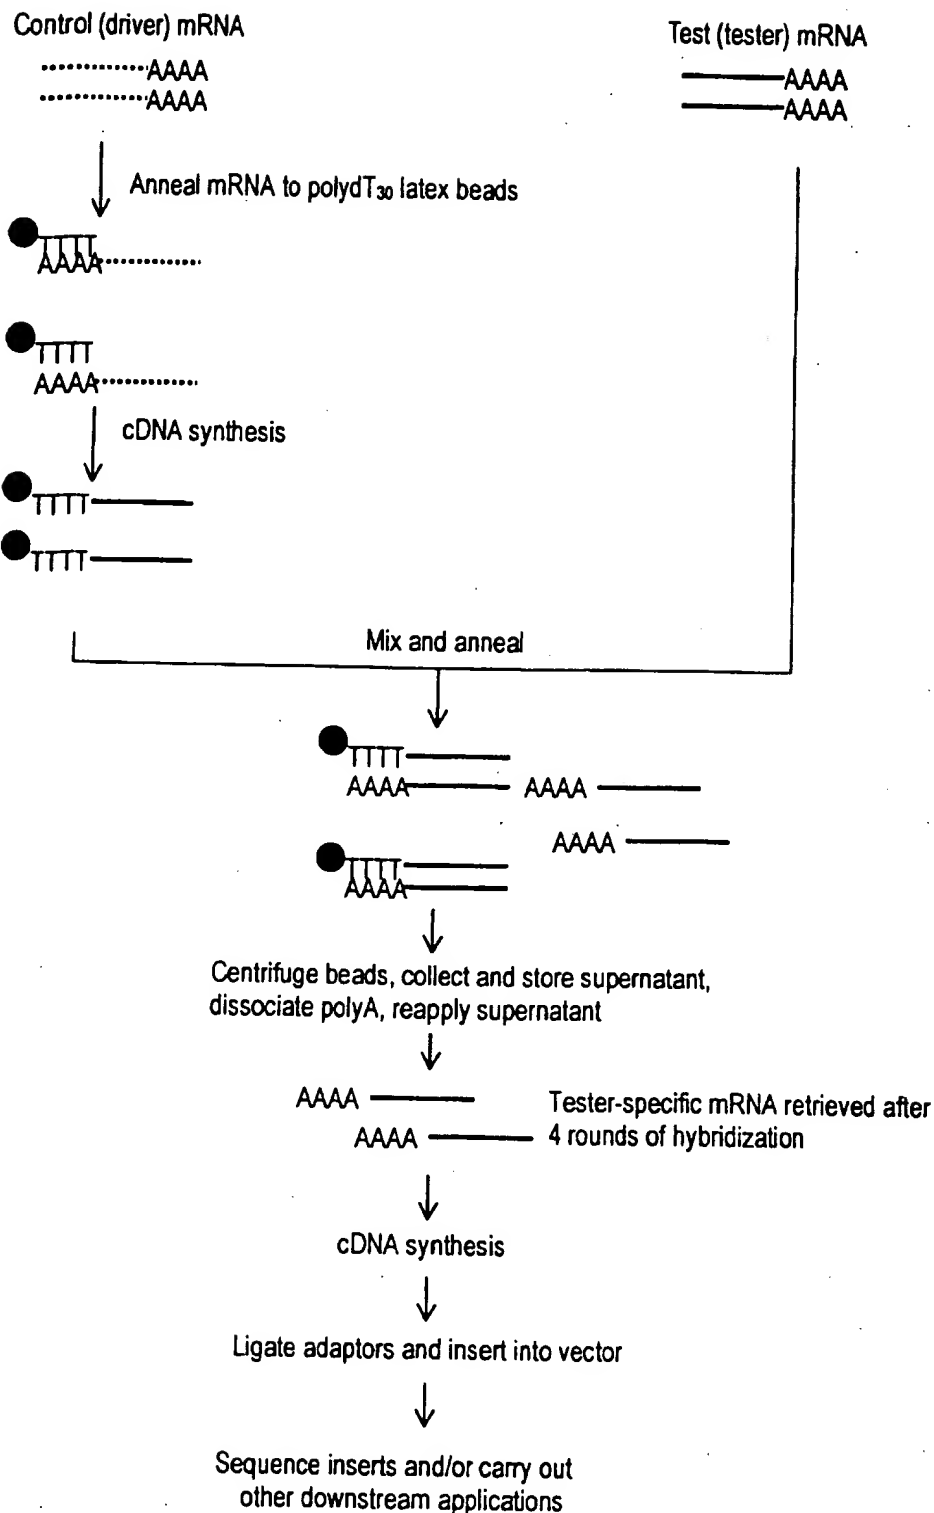 Control (driver) mRNA
Test (tester) mRNA
AAAA
AAAA
AAAA
AAAA
Anneal mRNA to polydT₃₀ latex beads
TTTT
AAAA
TTTT
AAAA
cDNA synthesis
TTTT
TTTT
Mix and anneal
TTTT
AAAA AAAA
AAAA
TTTT
AAAA
Centrifuge beads, collect and store supernatant,
dissociate polyA, reapply supernatant
AAAA
Tester-specific mRNA retrieved after
AAAA
4 rounds of hybridization
cDNA synthesis
Ligate adaptors and insert into vector
Sequence inserts and/or carry out
other downstream applications